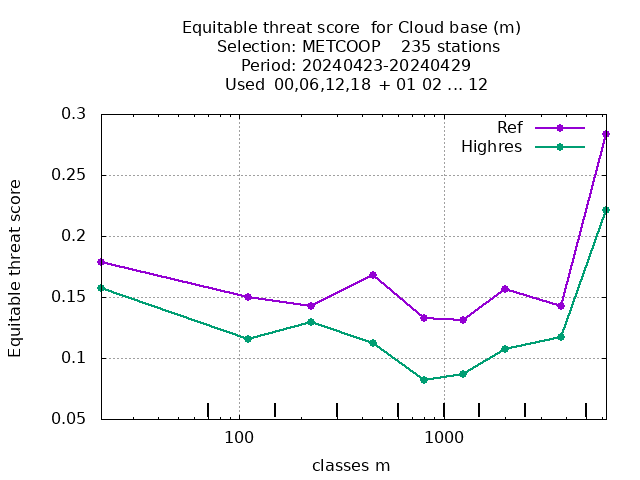 Equitable threat score  for Cloud base (m)
Selection: METCOOP    235 stations
Period: 20240423-20240429
Used  00,06,12,18 + 01 02 ... 12
Ref
Highres
0.3
0.25
0.2
0.15
0.1
0.05
Equitable threat score
100
1000
classes m